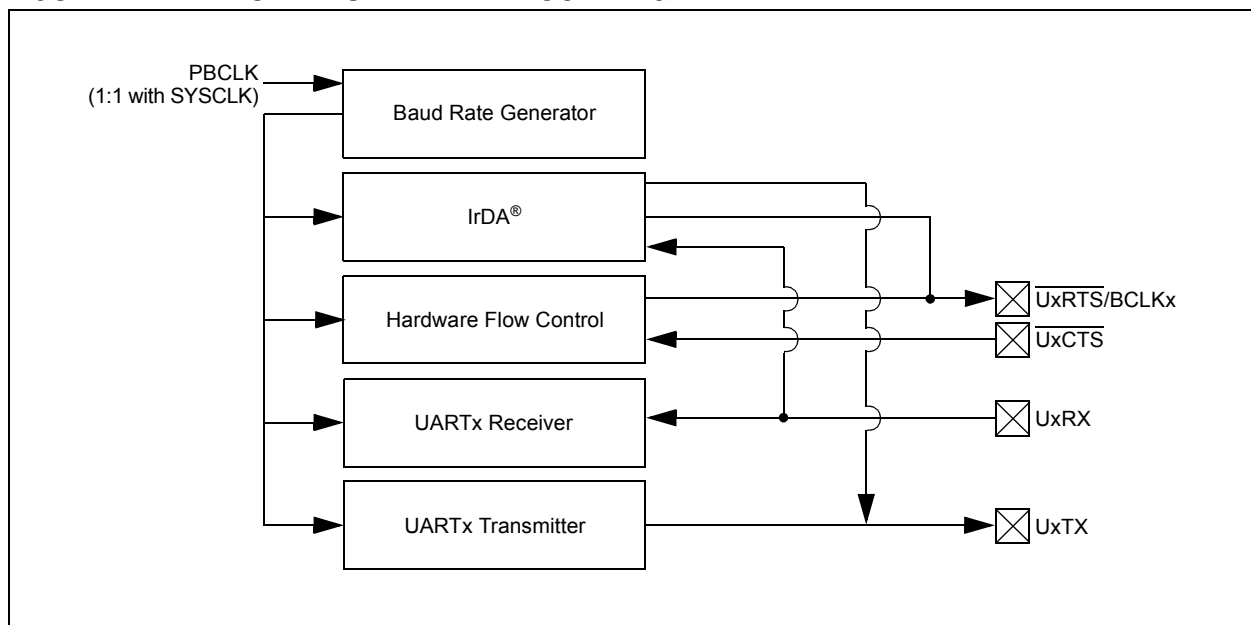 PBCLK
(1:1 with SYSCLK)
Baud Rate Generator
IrDA®
Hardware Flow Control
UARTx Receiver
UARTx Transmitter
UxRTS/BCLKx
UxCTS
UxRX
UxTX